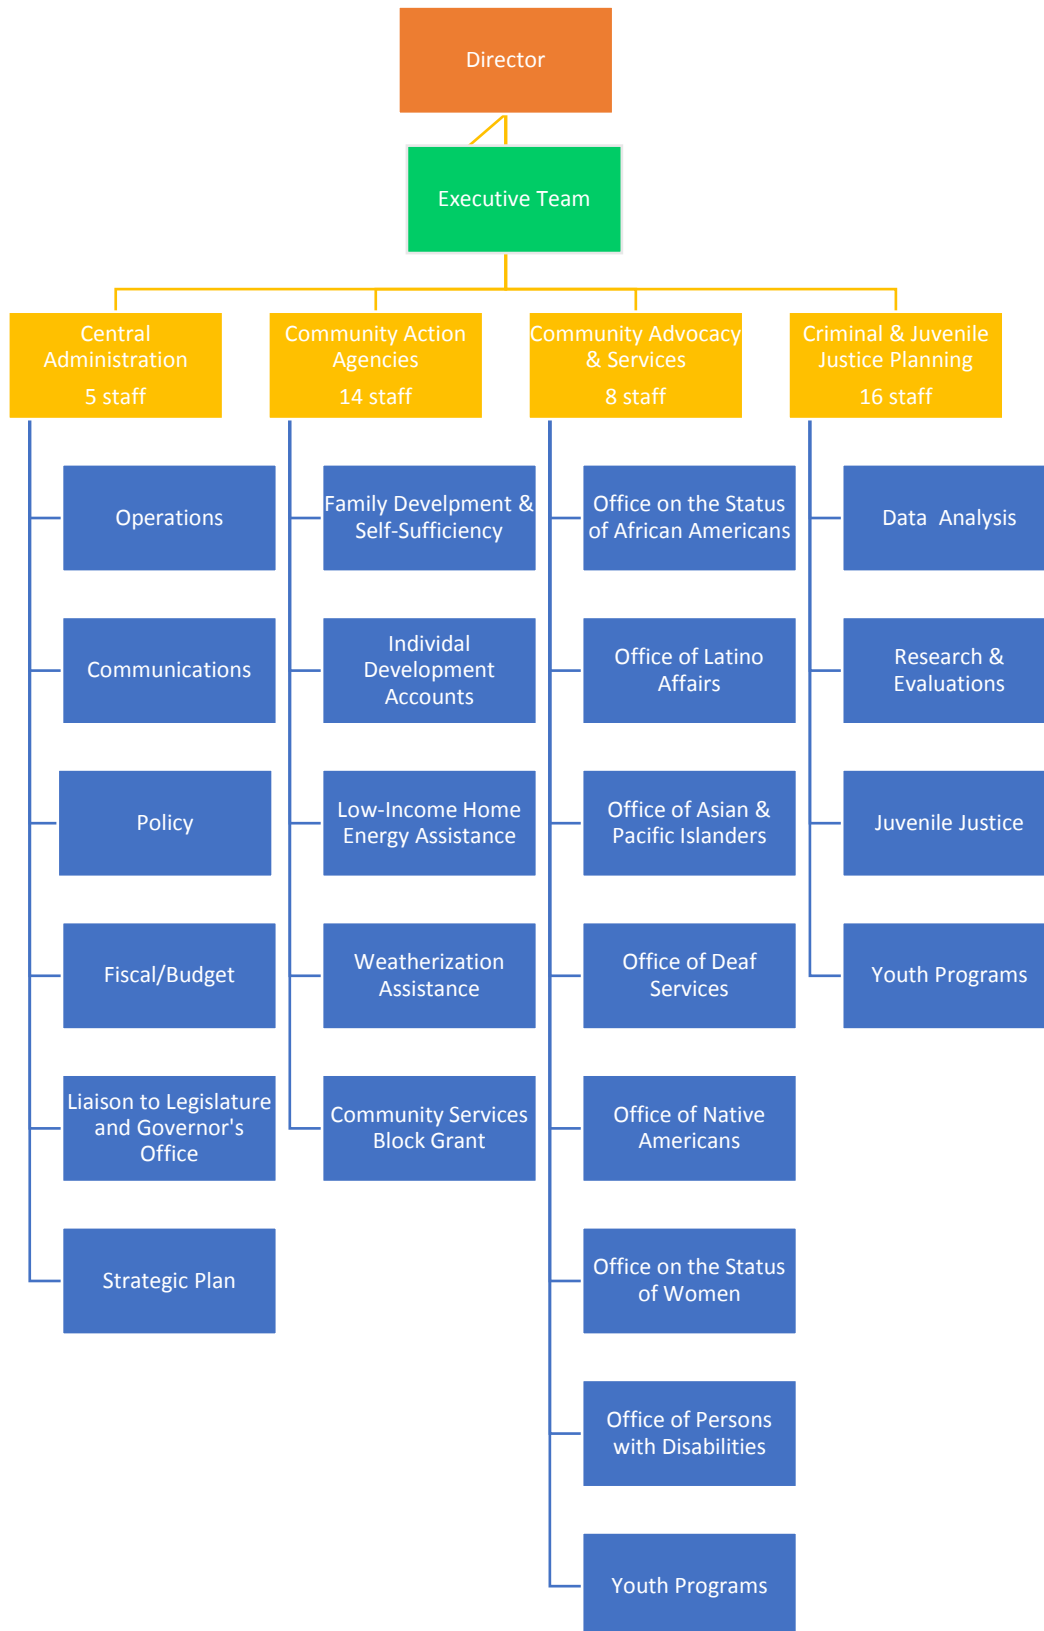 Director
Executive Team
Central
Administration
5 staff
Community Action
Agencies
14 staff
Community Advocacy
& Services
8 staff
Criminal & Juvenile
Justice Planning
16 staff
Operations
Communications
Policy
Fiscal/Budget
Liaison to Legislature
and Governor's
Office
Strategic Plan
Family Develpment &
Self-Sufficiency
Individal
Development
Accounts
Low-Income Home
Energy Assistance
Weatherization
Assistance
Community Services
Block Grant
Office on the Status
of African Americans
Office of Latino
Affairs
Office of Asian &
Pacific Islanders
Office of Deaf
Services
Office of Native
Americans
Office on the Status
of Women
Office of Persons
with Disabilities
Youth Programs
Data  Analysis
Research &
Evaluations
Juvenile Justice
Youth Programs